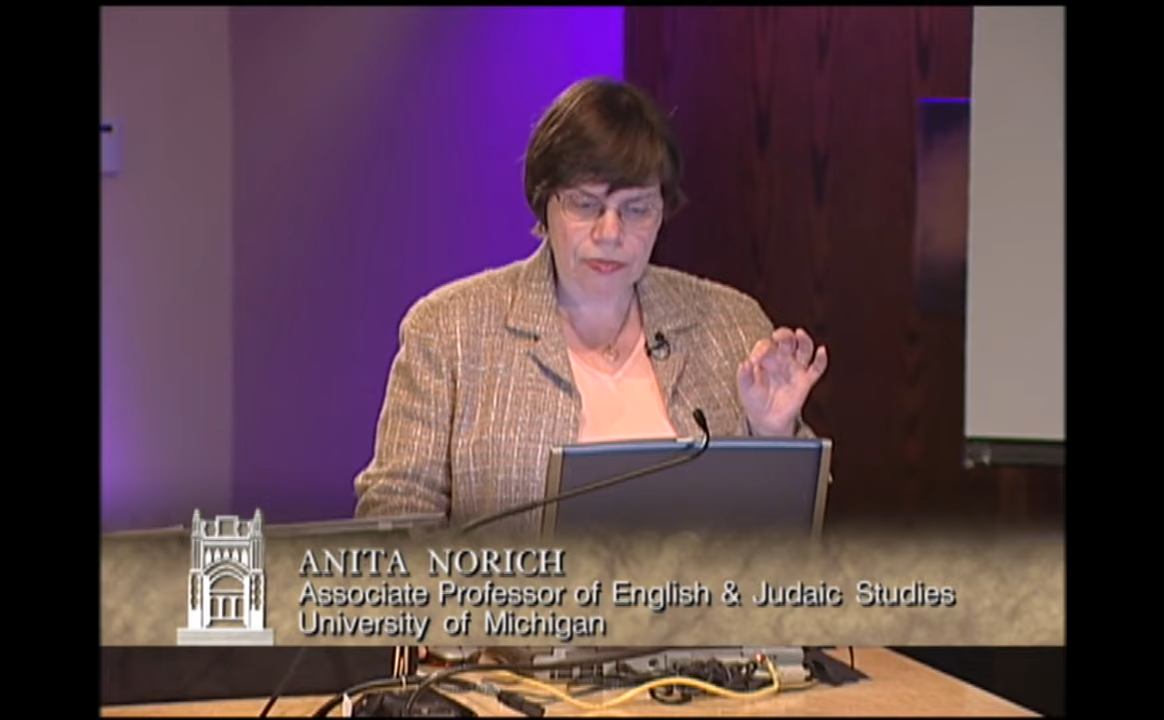 ANITA NORICH
Associate Professor of English & Judaic Studies
University of Michigan